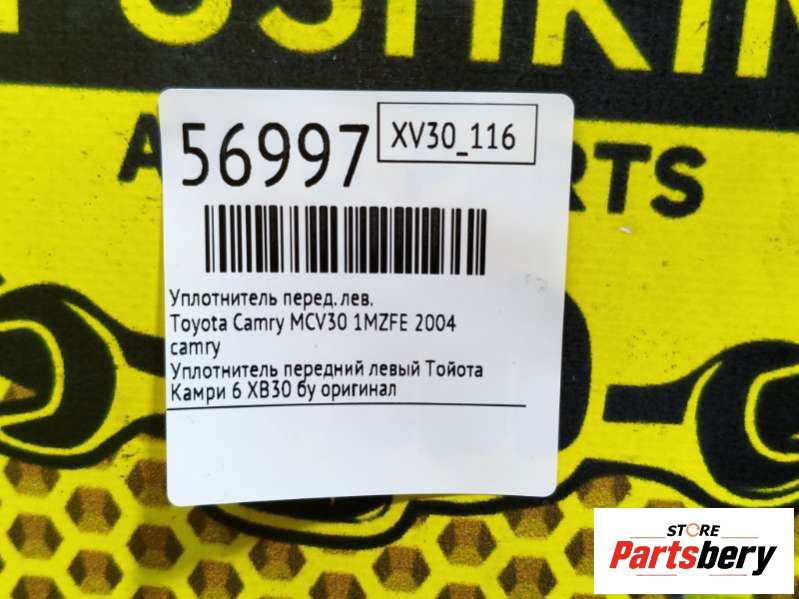 56997
XV30_116
Уплотнитель перед. лев.
Toyota Camry MCV30 1MZFE 2004
camry
Уплотнитель передний левый Тойота
Камри 6 ХВ30 бу оригинал
STORE
Partsbery